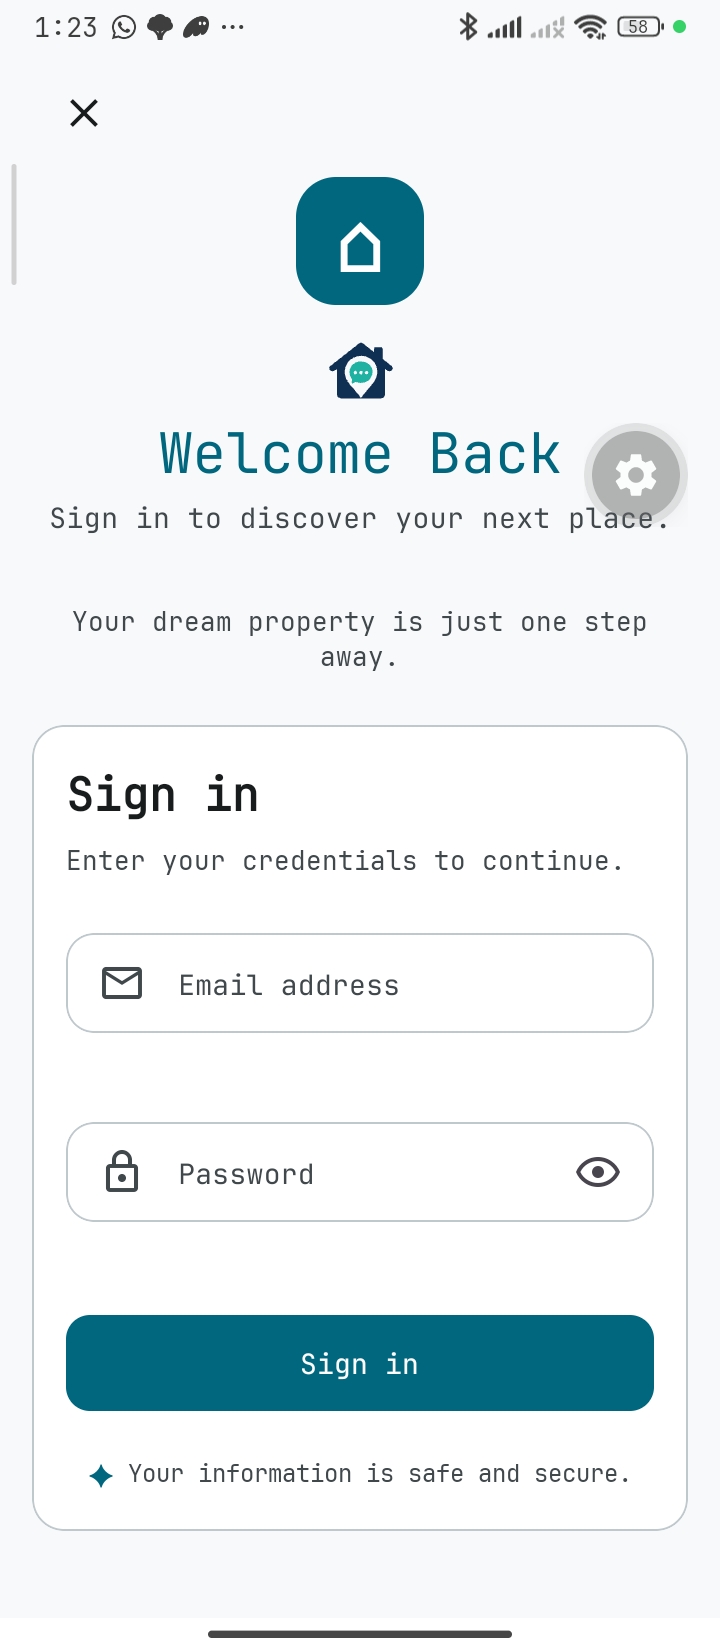 1:23
58
Welcome Back
Sign in to discover your next place.
Your dream property is just one step
away.
Sign in
Enter your credentials to continue.
Email address
Password
Sign in
Your information is safe and secure.